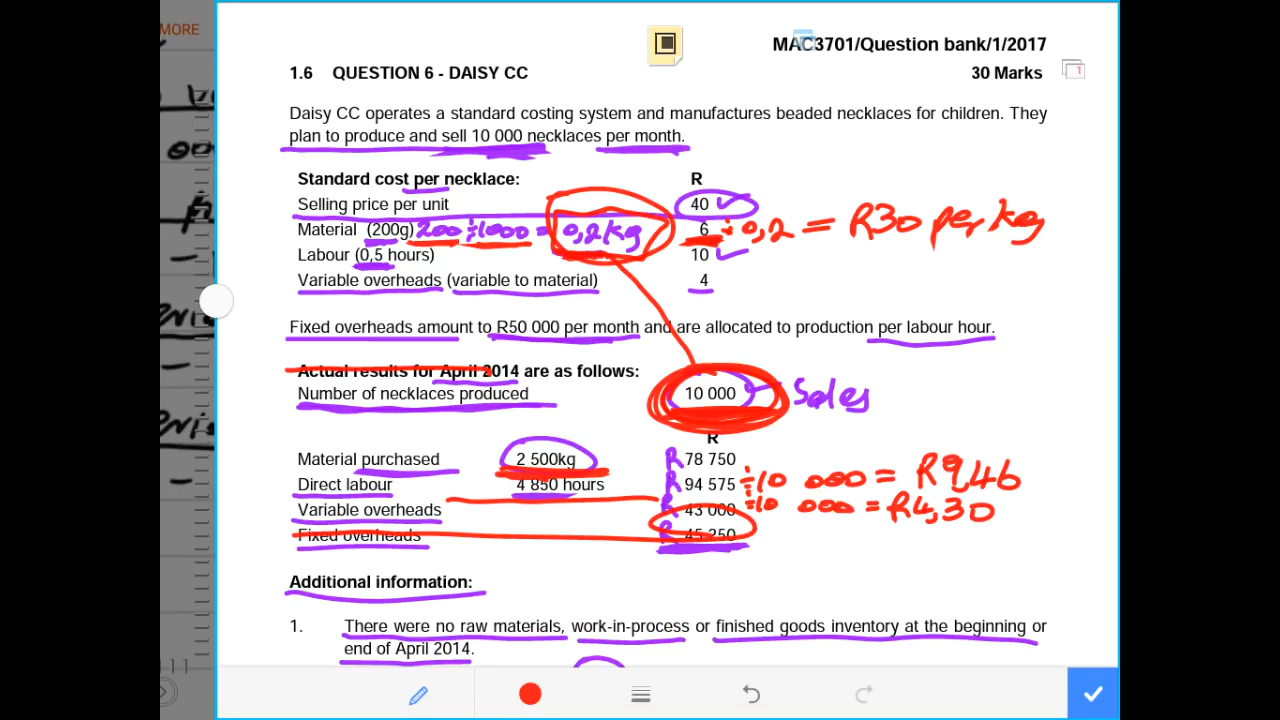 MORE
MAC3701/Question bank/1/2017
1.6 QUESTION 6 - DAISY CC 30 Marks
1
Daisy CC operates a standard costing system and manufactures beaded necklaces for children. They
plan to produce and sell 10 000 necklaces per month.
Standard cost per necklace: R
Selling price per unit 40
Material (200g) 200 ÷ 1000 = 0,2kg 6 ÷ 0,2 = R30 per kg
Labour (0,5 hours) 10
Variable overheads (variable to material) 4
Fixed overheads amount to R50 000 per month and are allocated to production per labour hour.
Actual results for April 2014 are as follows:
Number of necklaces produced 10 000 Sales
R
Material purchased 2 500kg R 78 750
Direct labour 4 850 hours R 94 575 ÷10 000 = R9,46
Variable overheads R 43 000 ÷10 000 = R4,30
Fixed overheads R 45 250
Additional information:
1. There were no raw materials, work-in-process or finished goods inventory at the beginning or
end of April 2014.